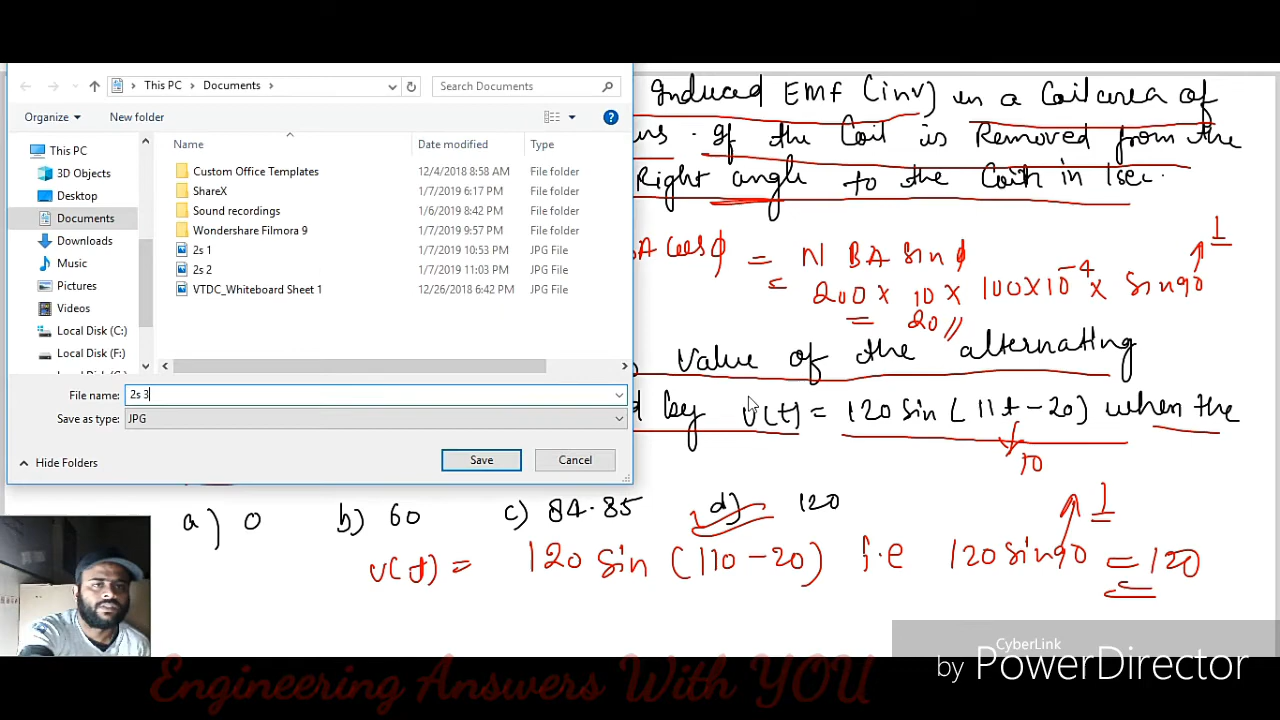 This PC > Documents >
Search Documents
Organize
New folder
This PC
3D Objects
Desktop
Documents
Downloads
Music
Pictures
Videos
Local Disk (C:)
Local Disk (F:)
Name Date modified Type
Custom Office Templates 12/4/2018 8:58 AM File folder
ShareX 1/7/2019 6:17 PM File folder
Sound recordings 1/6/2019 8:42 PM File folder
Wondershare Filmora 9 1/7/2019 9:57 PM File folder
2s 1 1/7/2019 10:53 PM JPG File
2s 2 1/7/2019 11:03 PM JPG File
VTDC_Whiteboard Sheet 1 12/26/2018 6:42 PM JPG File
File name: 2s 3
Save as type: JPG
Hide Folders
Save
Cancel
Induced EMF (inv) in a Coil area of
If the Coil is Removed from the
Right angle to the Coil in 1sec.
A cos ϕ = N BA Sin ϕ 1
= 200 × 10 × 100×10⁻⁴ × Sin90
= 20 //
Value of the alternating
by v(t) = 120 Sin (11t - 20) when the
10
a) 0 b) 60 c) 84.85 d) 120
v(t) = 120 sin (110 - 20) i.e 120 sin90 = 120
1
CyberLink
by PowerDirector
Engineering Answers With YOU